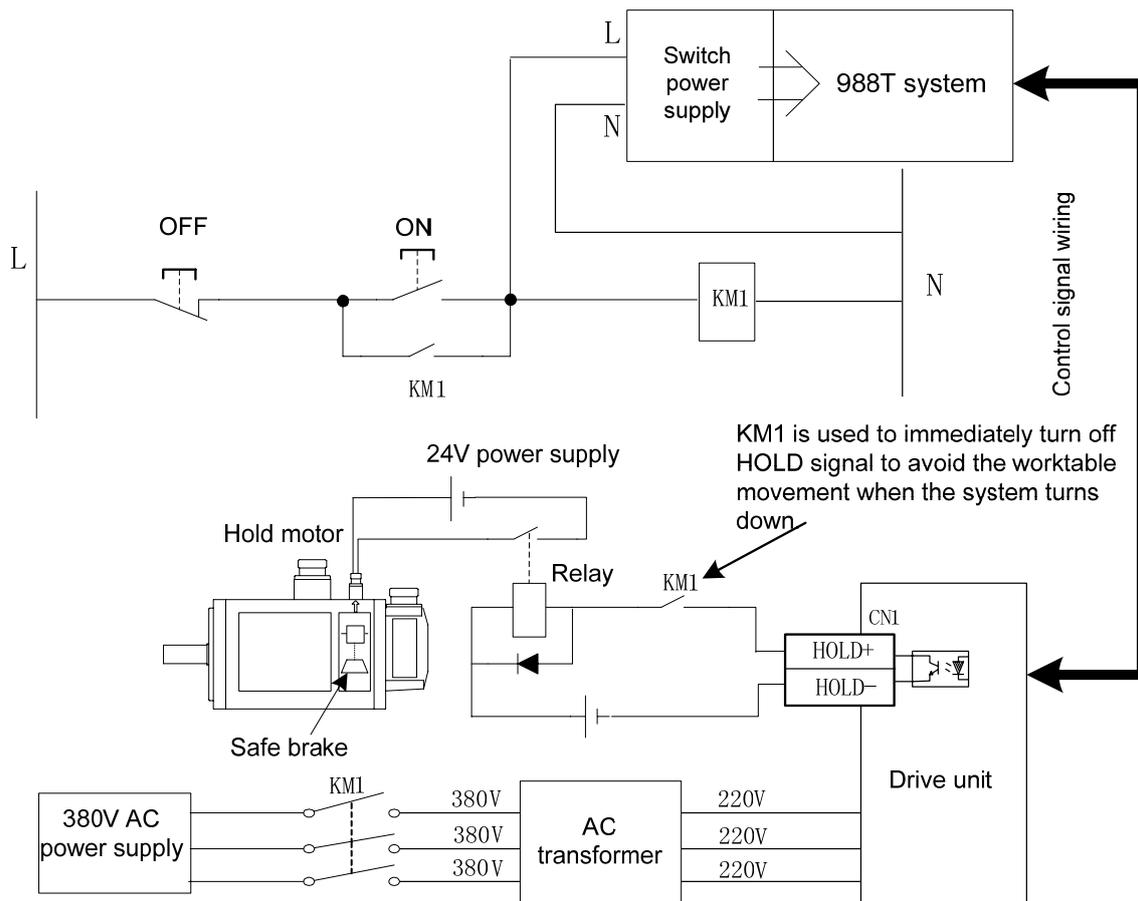 L
Switch
power
supply
988T system
N
OFF
ON
L
KM1
N
KM1
Control signal wiring
KM1 is used to immediately turn off
HOLD signal to avoid the worktable
movement when the system turns
down
24V power supply
Hold motor
Relay
KM1
CN1
HOLD+
HOLD-
Safe brake
Drive unit
KM1
380V AC
power supply
380V
380V
380V
AC
transformer
220V
220V
220V